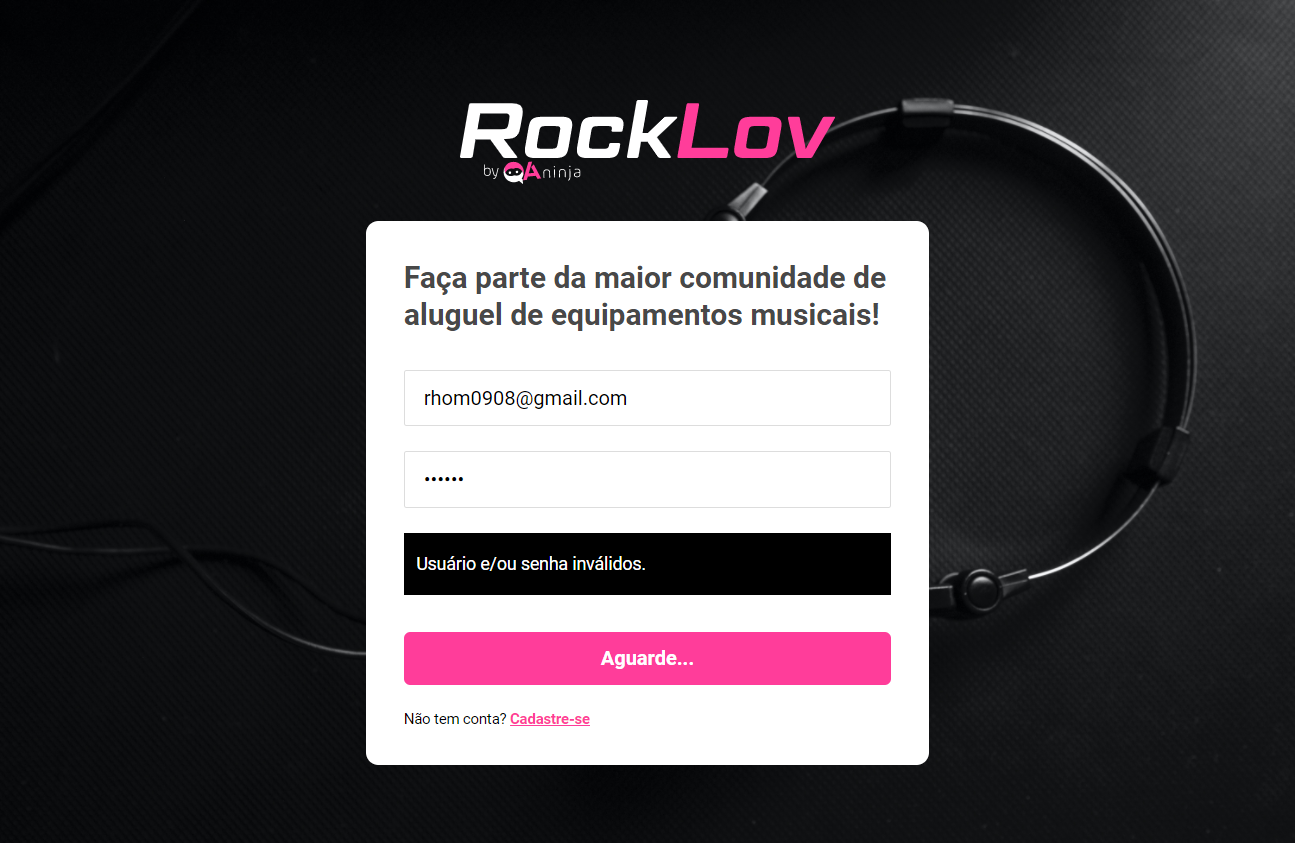 RockLov
by QAninja
Faça parte da maior comunidade de
aluguel de equipamentos musicais!
rhom0908@gmail.com
••••••
Usuário e/ou senha inválidos.
Aguarde...
Não tem conta? Cadastre-se